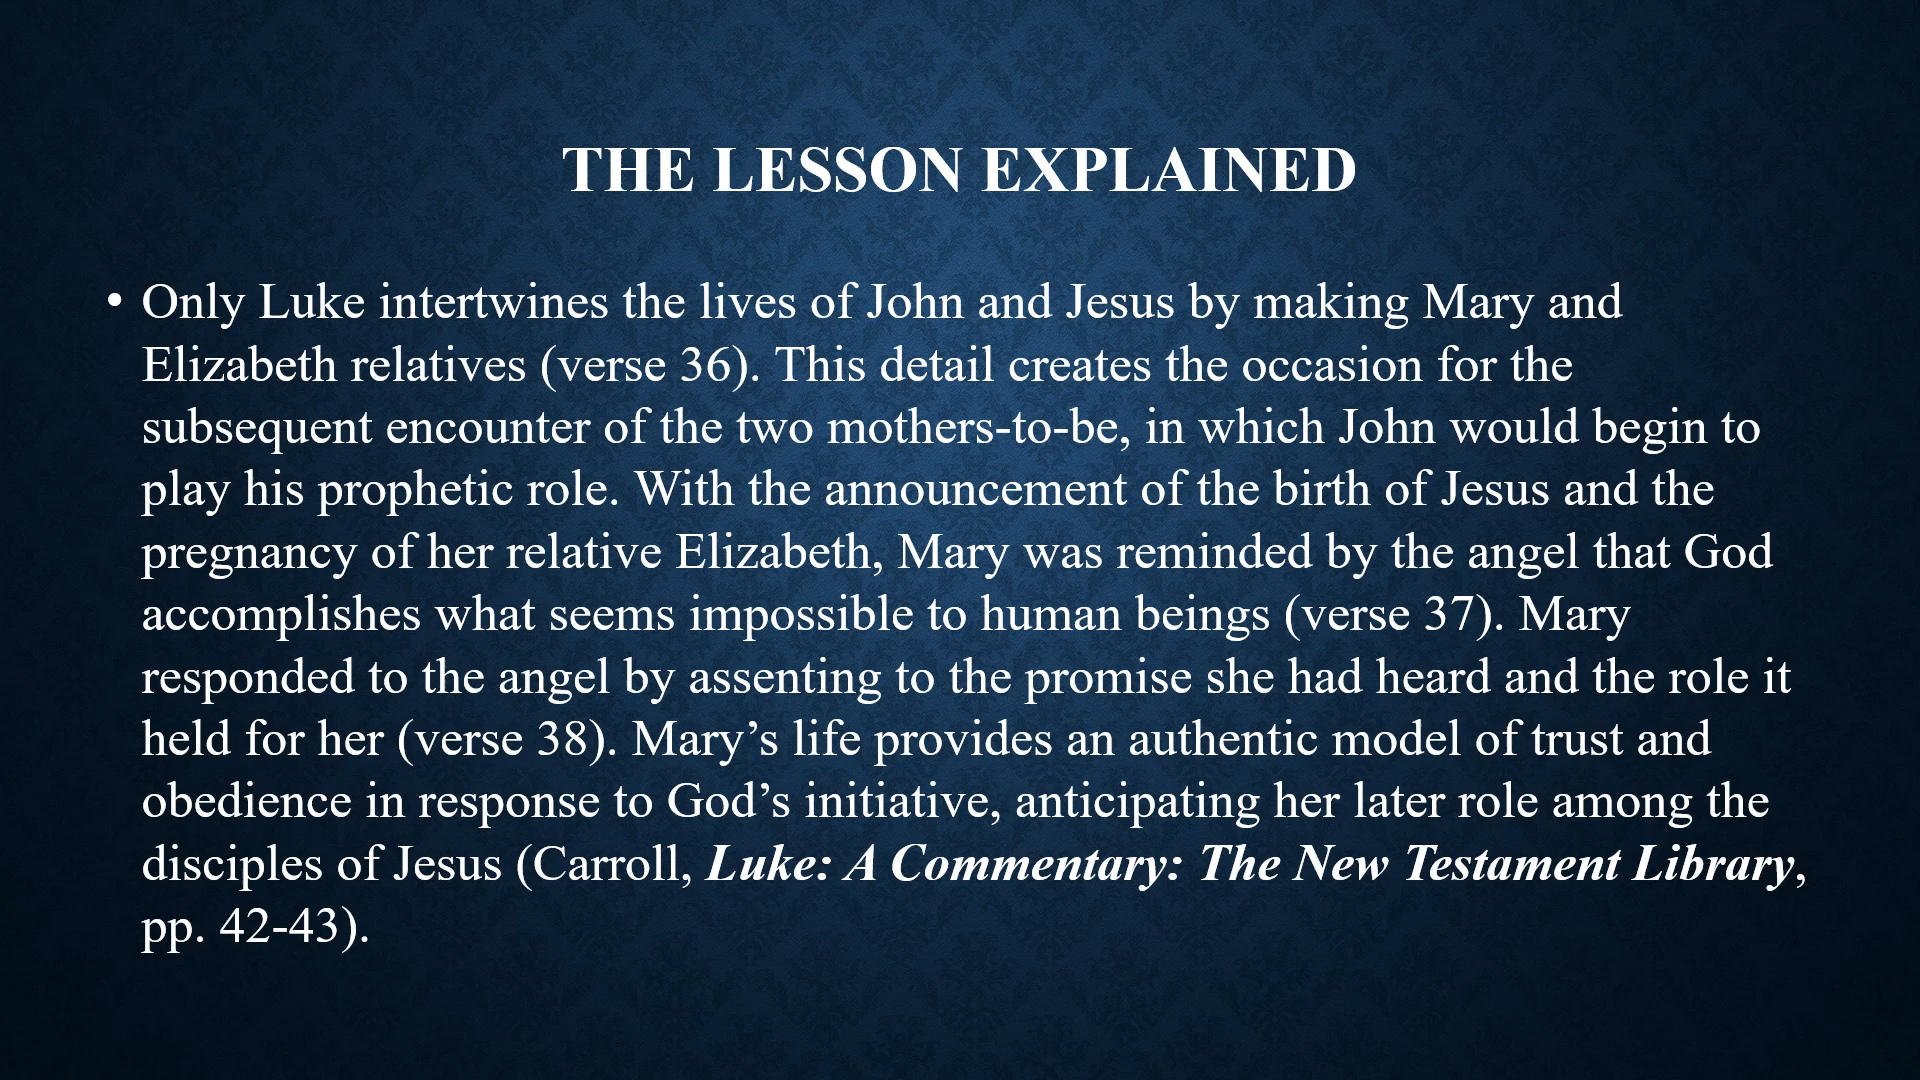 THE LESSON EXPLAINED
• Only Luke intertwines the lives of John and Jesus by making Mary and
Elizabeth relatives (verse 36). This detail creates the occasion for the
subsequent encounter of the two mothers-to-be, in which John would begin to
play his prophetic role. With the announcement of the birth of Jesus and the
pregnancy of her relative Elizabeth, Mary was reminded by the angel that God
accomplishes what seems impossible to human beings (verse 37). Mary
responded to the angel by assenting to the promise she had heard and the role it
held for her (verse 38). Mary’s life provides an authentic model of trust and
obedience in response to God’s initiative, anticipating her later role among the
disciples of Jesus (Carroll, Luke: A Commentary: The New Testament Library,
pp. 42-43).